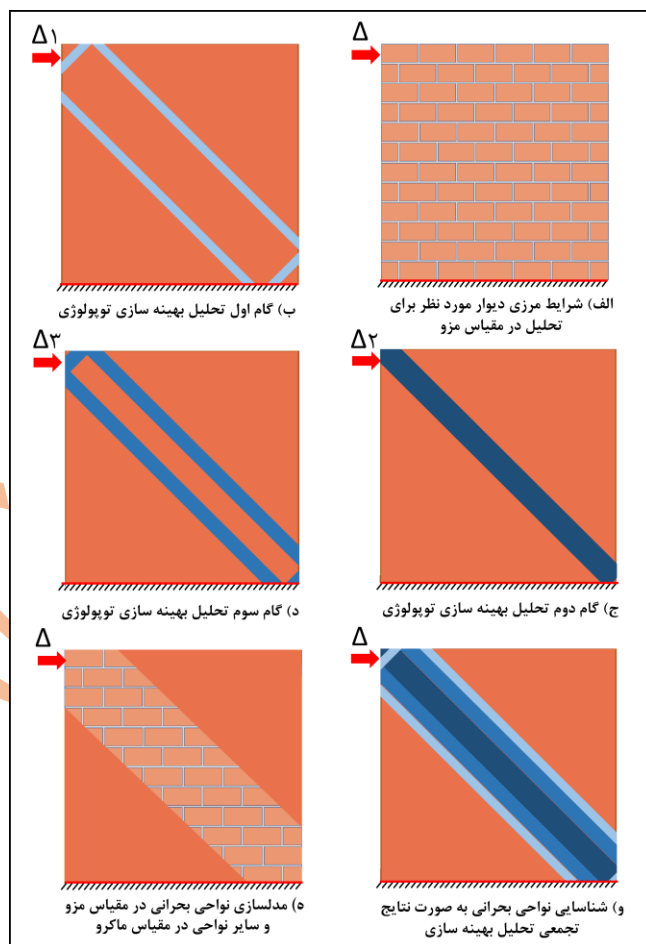 Δ
الف) شرایط مرزی دیوار مورد نظر برای
تحلیل در مقیاس مزو
Δ۱
ب) گام اول تحلیل بهینه سازی توپولوژی
Δ۲
ج) گام دوم تحلیل بهینه سازی توپولوژی
Δ۳
د) گام سوم تحلیل بهینه سازی توپولوژی
Δ
و) شناسایی نواحی بحرانی به صورت نتایج
تجمعی تحلیل بهینه سازی
Δ
ه) مدلسازی نواحی بحرانی در مقیاس مزو
و سایر نواحی در مقیاس ماکرو